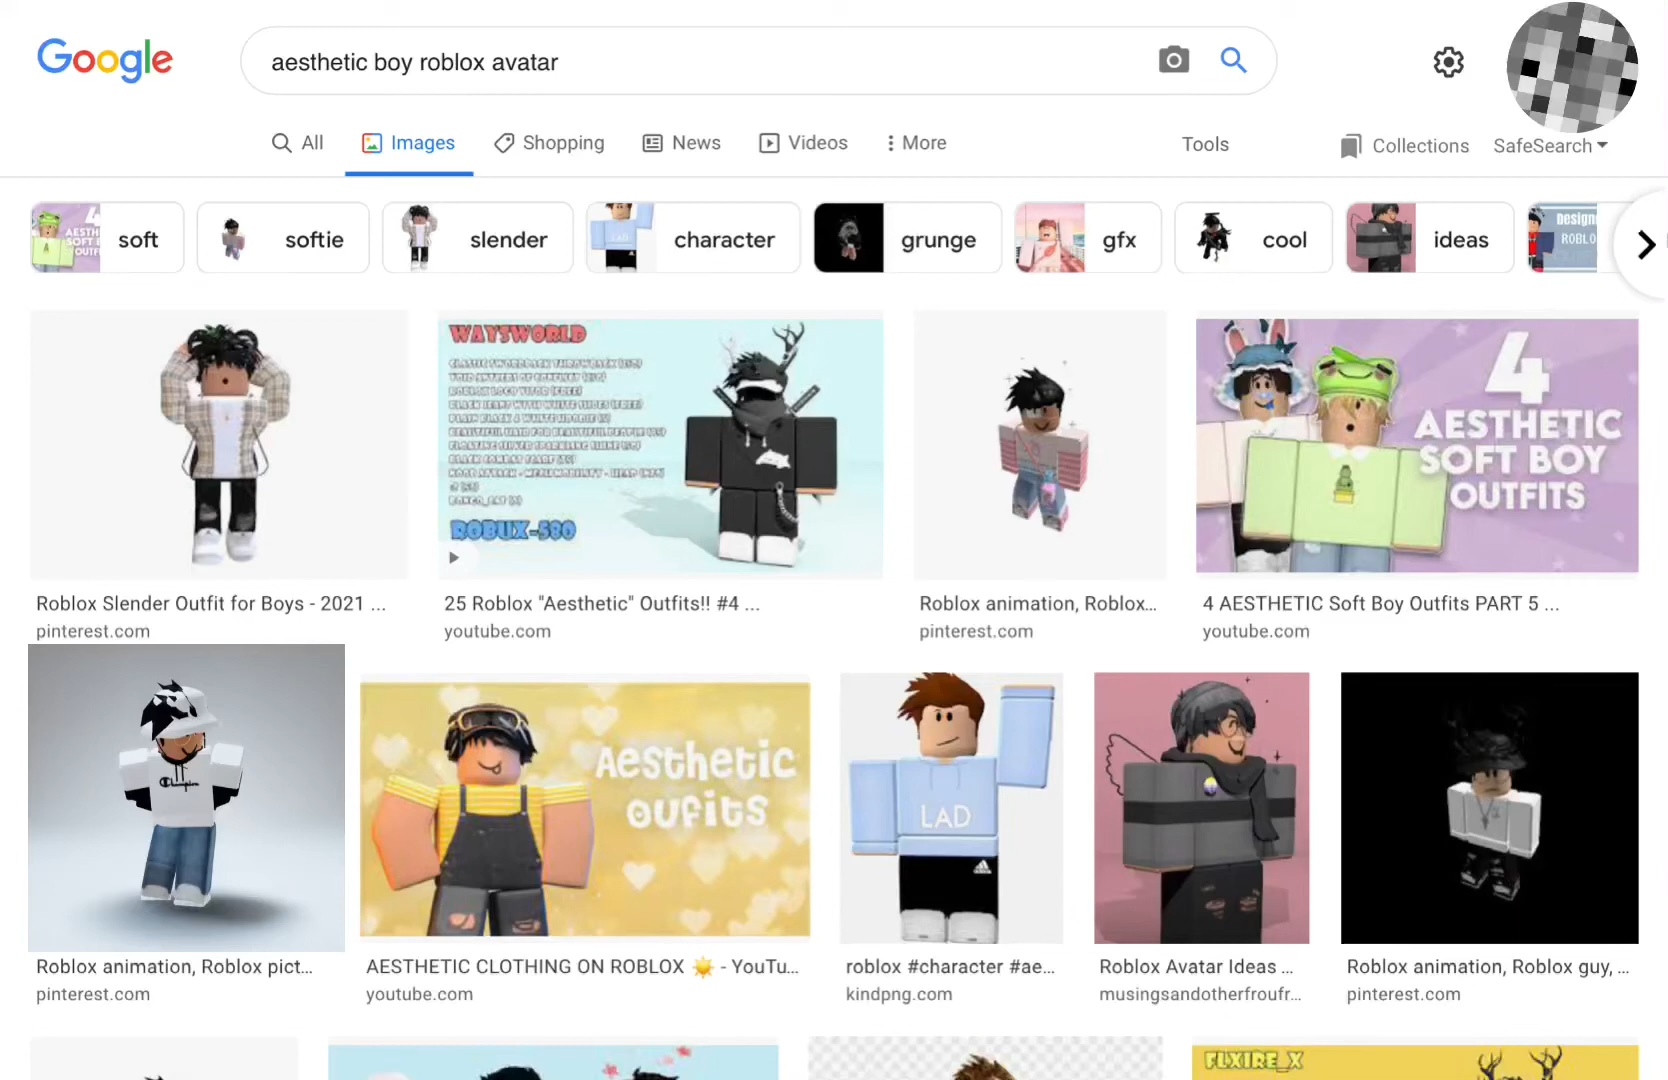 Google
aesthetic boy roblox avatar
All
Images
Shopping
News
Videos
More
Tools
Collections
SafeSearch
soft
softie
slender
character
grunge
gfx
cool
ideas
WAYSWORLD
ROBUX-580
4
AESTHETIC
SOFT BOY
OUTFITS
Roblox Slender Outfit for Boys - 2021 ...
pinterest.com
25 Roblox "Aesthetic" Outfits!! #4 ...
youtube.com
Roblox animation, Roblox...
pinterest.com
4 AESTHETIC Soft Boy Outfits PART 5 ...
youtube.com
Champion
Aesthetic
OUFits
LAD
Roblox animation, Roblox pict...
pinterest.com
AESTHETIC CLOTHING ON ROBLOX ☀️ - YouTu...
youtube.com
roblox #character #ae...
kindpng.com
Roblox Avatar Ideas ...
musingsandotherfroufr...
Roblox animation, Roblox guy, ...
pinterest.com
FLXIRE_X